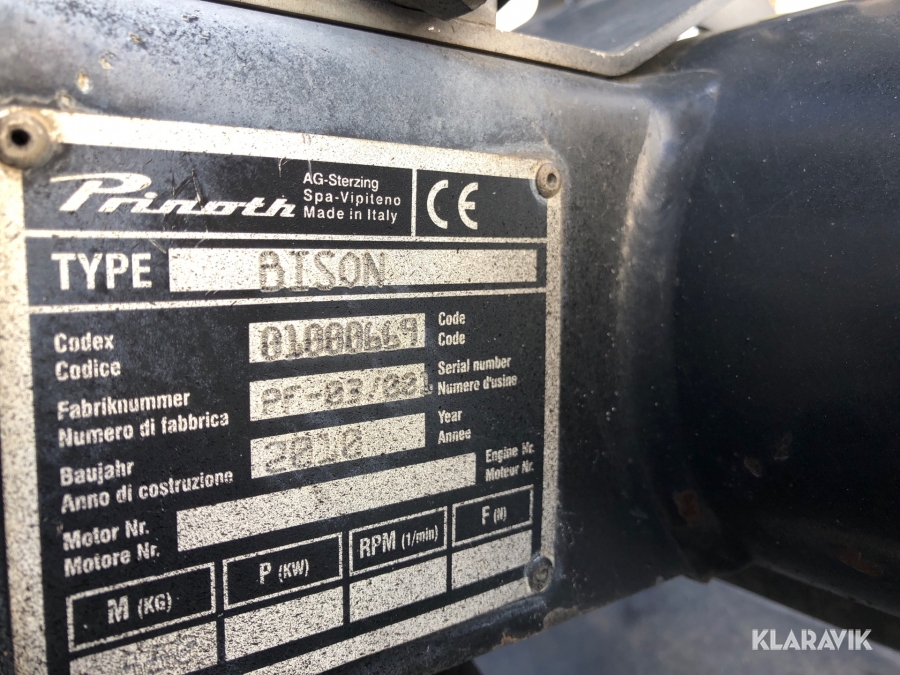 Prinoth
AG-Sterzing
Spa-Vipiteno
Made in Italy
CE
TYPE BISON
Codex
Codice
01000669
Code
Code
Fabriknummer
Numero di fabbrica
Serial number
Numero d'usine
Baujahr
Anno di costruzione
2010
Year
Annee
Motor Nr.
Motore Nr.
Engine Nr.
Moteur Nr.
M (KG)
P (KW)
RPM (1/min)
F (N)
KLARAVIK